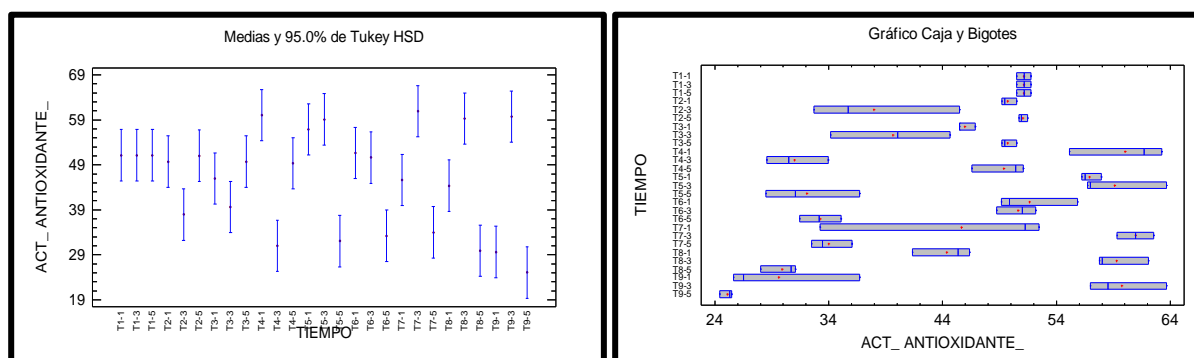 Medias y 95.0% de Tukey HSD
69
59
49
39
29
19
ACT_ ANTIOXIDANTE_
T1-1
T1-3
T1-5
T2-1
T2-3
T2-5
T3-1
T3-3
T3-5
T4-1
T4-3
T4-5
T5-1
T5-3
T5-5
T6-1
T6-3
T6-5
T7-1
T7-3
T7-5
T8-1
T8-3
T8-5
T9-1
T9-3
T9-5
TIEMPO
Gráfico Caja y Bigotes
TIEMPO
T1-1
T1-3
T1-5
T2-1
T2-3
T2-5
T3-1
T3-3
T3-5
T4-1
T4-3
T4-5
T5-1
T5-3
T5-5
T6-1
T6-3
T6-5
T7-1
T7-3
T7-5
T8-1
T8-3
T8-5
T9-1
T9-3
T9-5
24
34
44
54
64
ACT_ ANTIOXIDANTE_